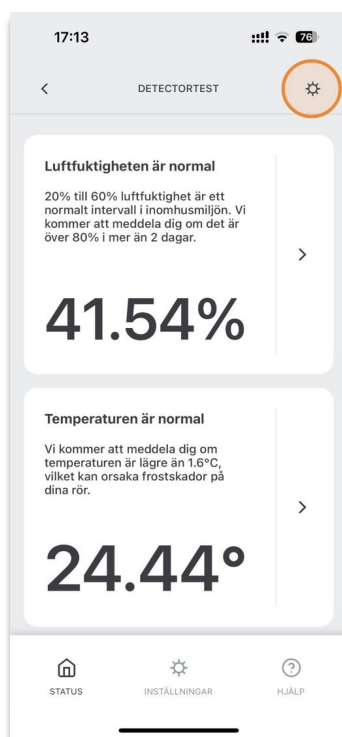 17:13
76
DETECTORTEST
Luftfuktigheten är normal
20% till 60% luftfuktighet är ett
normalt intervall i inomhusmiljön. Vi
kommer att meddela dig om det är
över 80% i mer än 2 dagar.
41.54%
Temperaturen är normal
Vi kommer att meddela dig om
temperaturen är lägre än 1.6°C,
vilket kan orsaka frostskador på
dina rör.
24.44°
STATUS
INSTÄLLNINGAR
HJÄLP